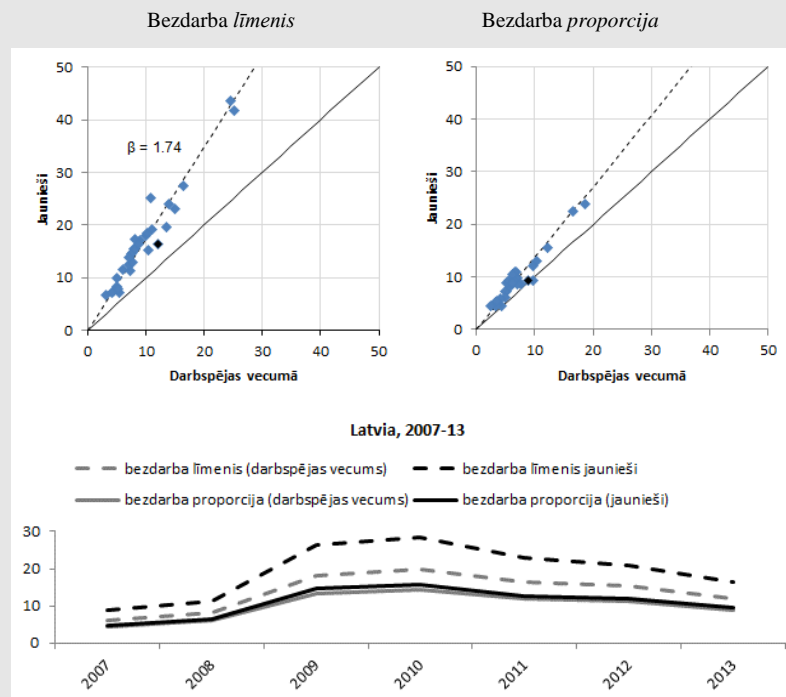 Bezdarba līmenis
Bezdarba proporcija
50
40
30
20
10
0
Jaunieši
β = 1.74
0 10 20 30 40 50
Darbspējas vecumā
50
40
30
20
10
0
Jaunieši
0 10 20 30 40 50
Darbspējas vecumā
Latvia, 2007-13
bezdarba līmenis (darbspējas vecums)
bezdarba līmenis jaunieši
bezdarba proporcija (darbspējas vecums)
bezdarba proporcija (jaunieši)
30
20
10
0
2007 2008 2009 2010 2011 2012 2013